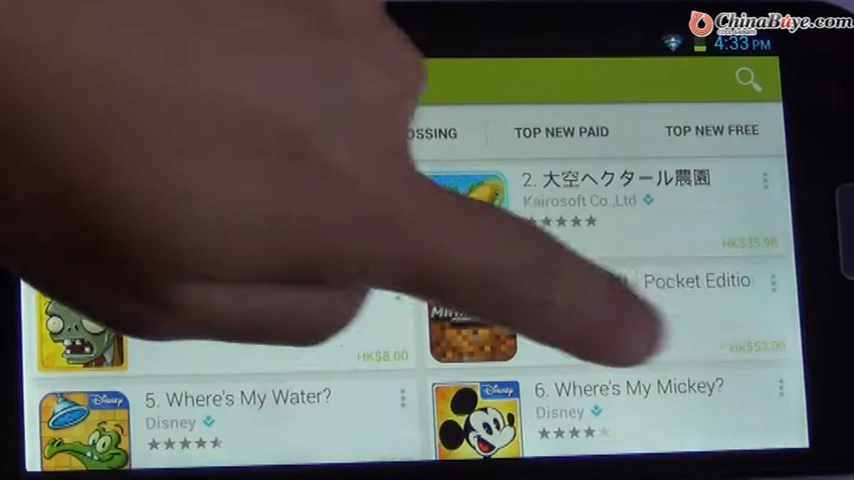 ChinaBuye.com
4:33 PM
OSSING
TOP NEW PAID
TOP NEW FREE
2. 大空ヘクタール農園
Kairosoft Co.,Ltd
HK$35.98
Pocket Editio
HK$8.00
HK$53.00
5. Where's My Water?
Disney
Disney
6. Where's My Mickey?
Disney
Disney